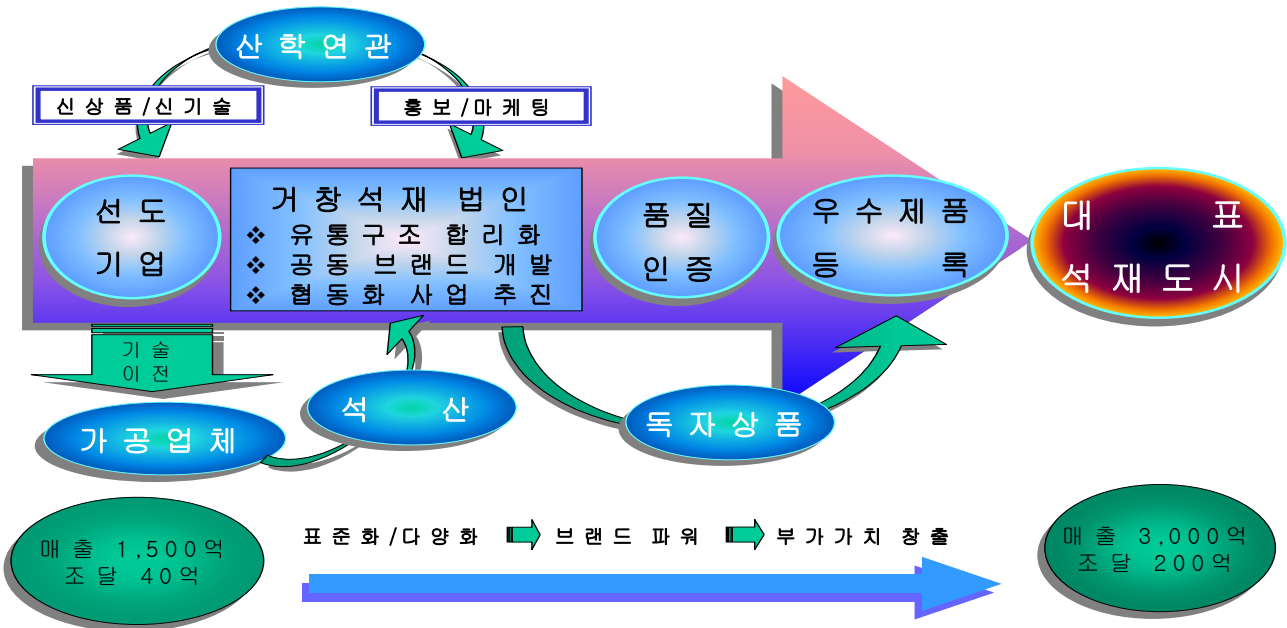 산학연관
신상품/신기술
홍보/마케팅
선도
기업
거창석재 법인
❖ 유통구조 합리화
❖ 공동 브랜드 개발
❖ 협동화 사업 추진
품질
인증
우수제품
등록
대표
석재도시
기술
이전
가공업체
석산
독자상품
매출 1,500억
조달 40억
표준화/다양화 브랜드 파워 부가가치 창출
매출 3,000억
조달 200억